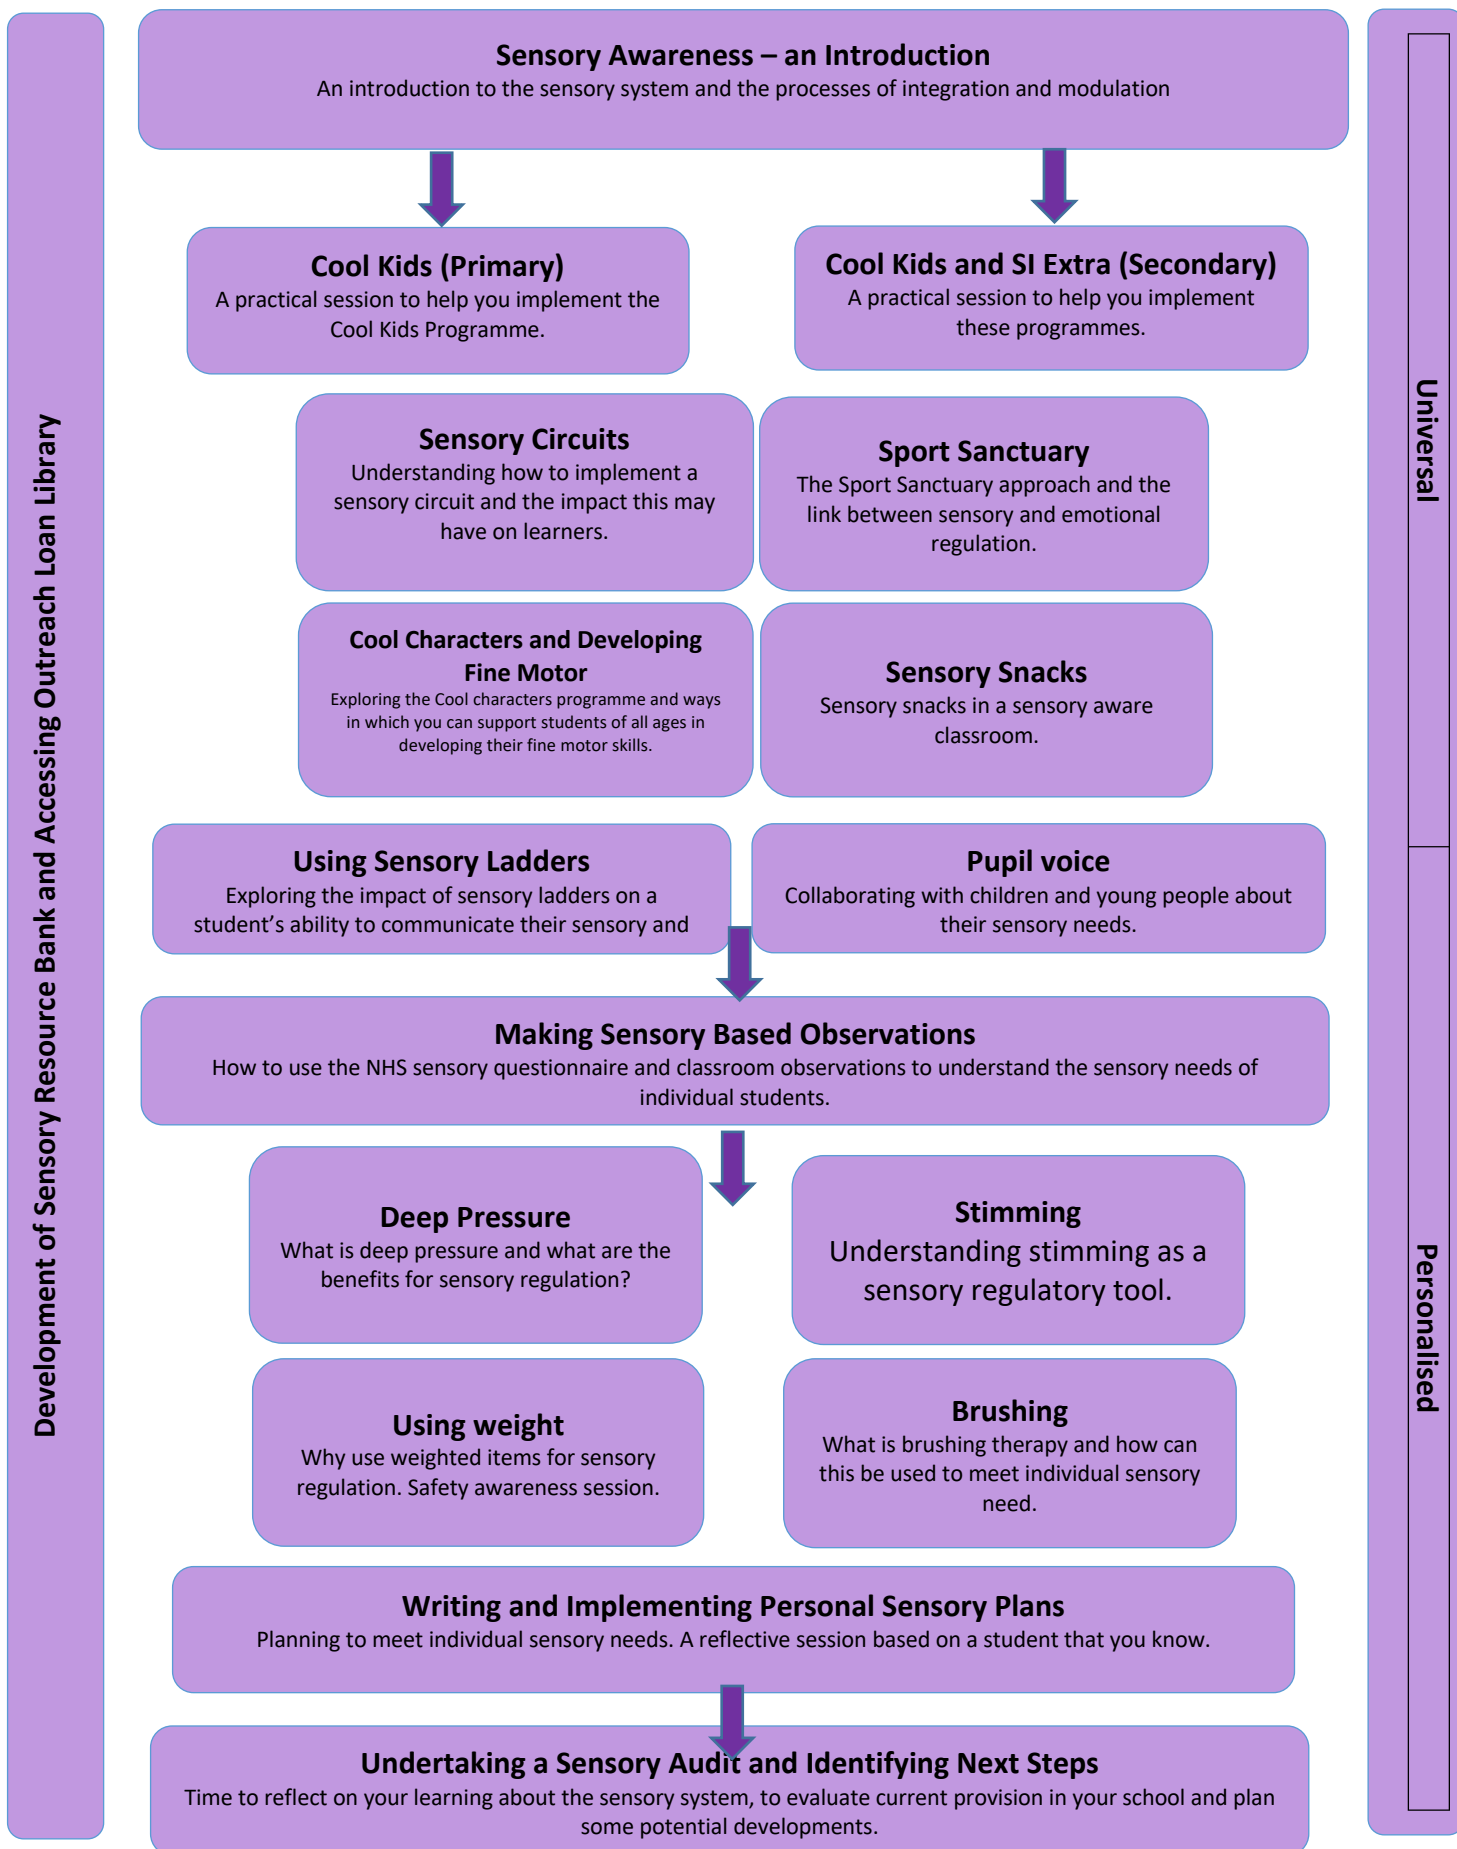 Development of Sensory Resource Bank and Accessing Outreach Loan Library
Sensory Awareness – an Introduction
An introduction to the sensory system and the processes of integration and modulation
Cool Kids (Primary)
A practical session to help you implement the
Cool Kids Programme.
Cool Kids and SI Extra (Secondary)
A practical session to help you implement
these programmes.
Sensory Circuits
Understanding how to implement a
sensory circuit and the impact this may
have on learners.
Sport Sanctuary
The Sport Sanctuary approach and the
link between sensory and emotional
regulation.
Cool Characters and Developing
Fine Motor
Exploring the Cool characters programme and ways
in which you can support students of all ages in
developing their fine motor skills.
Sensory Snacks
Sensory snacks in a sensory aware
classroom.
Universal
Using Sensory Ladders
Exploring the impact of sensory ladders on a
student’s ability to communicate their sensory and
Pupil voice
Collaborating with children and young people about
their sensory needs.
Making Sensory Based Observations
How to use the NHS sensory questionnaire and classroom observations to understand the sensory needs of
individual students.
Deep Pressure
What is deep pressure and what are the
benefits for sensory regulation?
Stimming
Understanding stimming as a
sensory regulatory tool.
Using weight
Why use weighted items for sensory
regulation. Safety awareness session.
Brushing
What is brushing therapy and how can
this be used to meet individual sensory
need.
Personalised
Writing and Implementing Personal Sensory Plans
Planning to meet individual sensory needs. A reflective session based on a student that you know.
Undertaking a Sensory Audit and Identifying Next Steps
Time to reflect on your learning about the sensory system, to evaluate current provision in your school and plan
some potential developments.